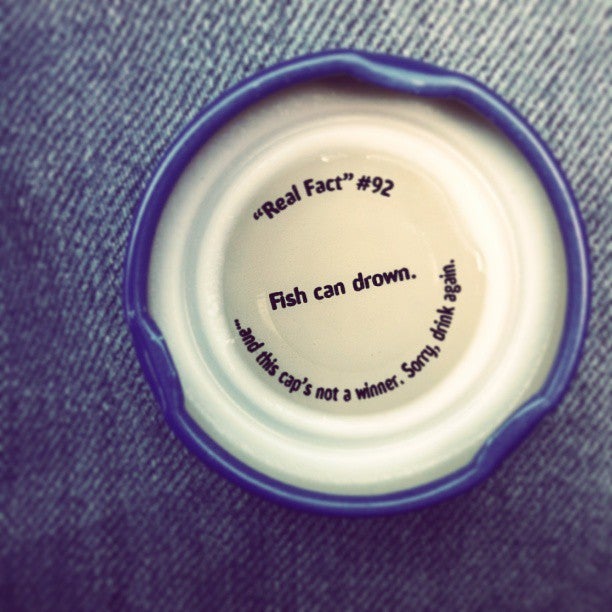 “Real Fact” #92
Fish can drown.
...and this cap's not a winner. Sorry, drink again.